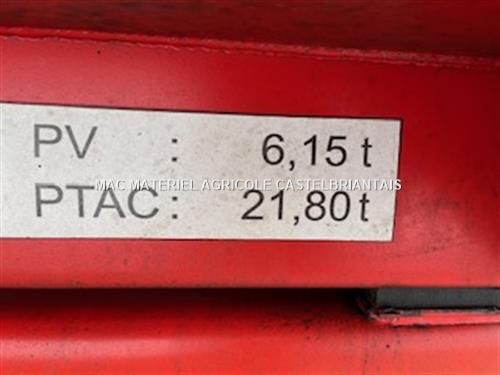 PV : 6,15 t
MAC MATERIEL AGRICOLE CASTELBRIANTAIS
PTAC : 21,80 t